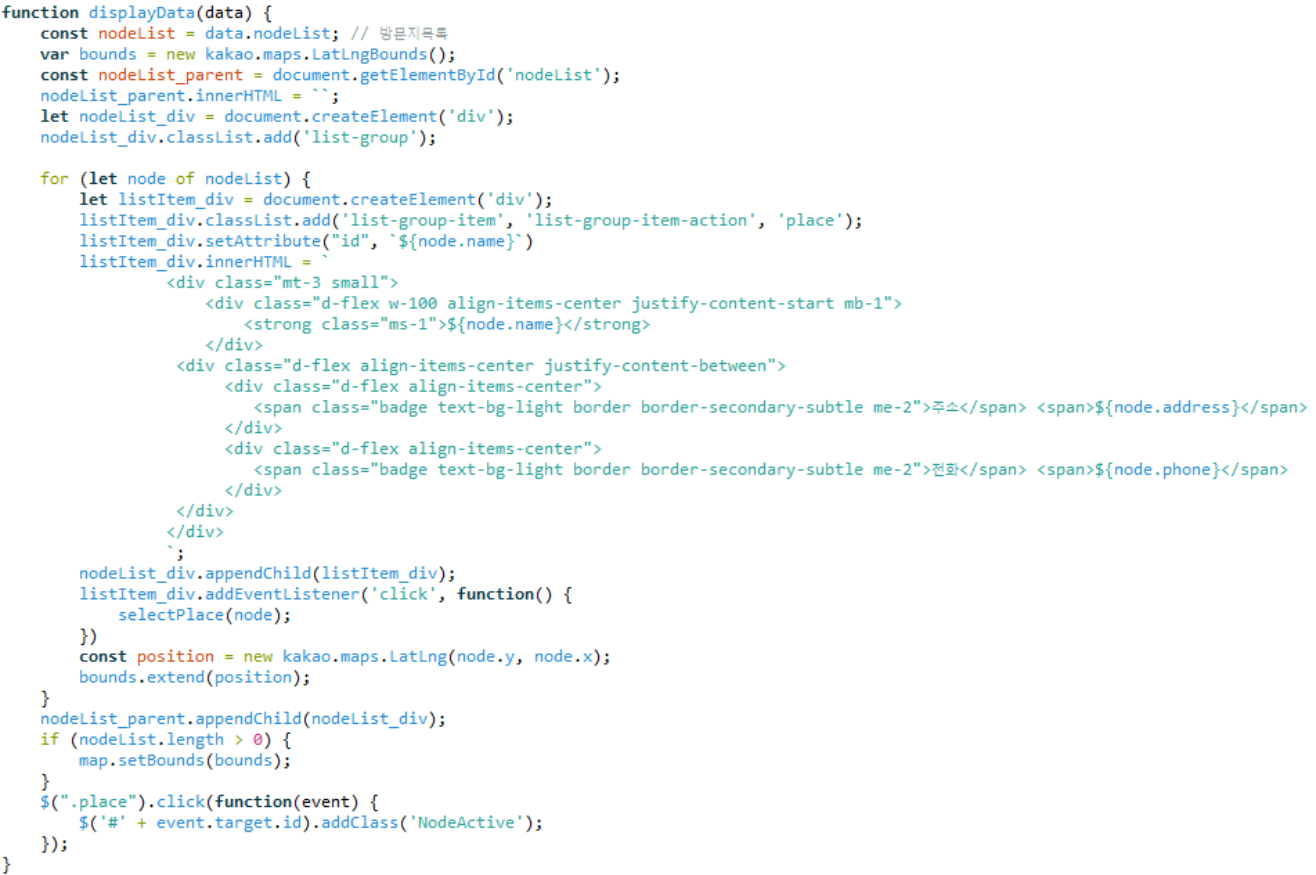 function displayData(data) {
    const nodeList = data.nodeList; // 방문지목록
    var bounds = new kakao.maps.LatLngBounds();
    const nodeList_parent = document.getElementById('nodeList');
    nodeList_parent.innerHTML = ``;
    let nodeList_div = document.createElement('div');
    nodeList_div.classList.add('list-group');

    for (let node of nodeList) {
        let listItem_div = document.createElement('div');
        listItem_div.classList.add('list-group-item', 'list-group-item-action', 'place');
        listItem_div.setAttribute("id", `${node.name}`)
        listItem_div.innerHTML = `
                 <div class="mt-3 small">
                     <div class="d-flex w-100 align-items-center justify-content-start mb-1">
                         <strong class="ms-1">${node.name}</strong>
                     </div>
                  <div class="d-flex align-items-center justify-content-between">
                       <div class="d-flex align-items-center">
                          <span class="badge text-bg-light border border-secondary-subtle me-2">주소</span> <span>${node.address}</span>
                       </div>
                       <div class="d-flex align-items-center">
                          <span class="badge text-bg-light border border-secondary-subtle me-2">전화</span> <span>${node.phone}</span>
                       </div>
                  </div>
                 </div>
                 `;
        nodeList_div.appendChild(listItem_div);
        listItem_div.addEventListener('click', function() {
            selectPlace(node);
        })
        const position = new kakao.maps.LatLng(node.y, node.x);
        bounds.extend(position);
    }
    nodeList_parent.appendChild(nodeList_div);
    if (nodeList.length > 0) {
        map.setBounds(bounds);
    }
    $(".place").click(function(event) {
        $('#' + event.target.id).addClass('NodeActive');
    });
}